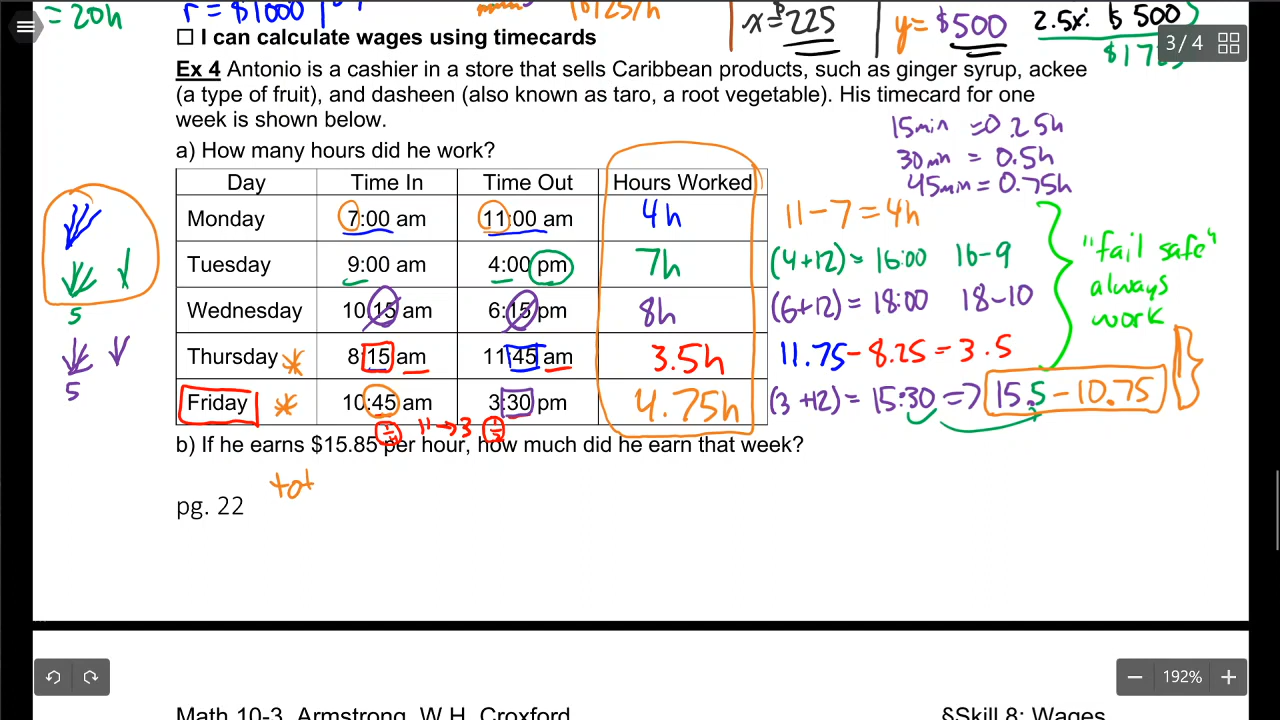 = 20h
r = $1000
10125/h
x = $225
y = $500
2.5x: $500
3 / 4
☐ I can calculate wages using timecards
Ex 4 Antonio is a cashier in a store that sells Caribbean products, such as ginger syrup, ackee
(a type of fruit), and dasheen (also known as taro, a root vegetable). His timecard for one
week is shown below.
15min = 0.25h
30min = 0.5h
45min = 0.75h
a) How many hours did he work?
Day Time In Time Out Hours Worked
Monday 7:00 am 11:00 am 4h 11 - 7 = 4h
Tuesday 9:00 am 4:00 pm 7h (4+12) = 16:00 16-9
Wednesday 10:15 am 6:15 pm 8h (6+12) = 18:00 18-10
Thursday * 8:15 am 11:45 am 3.5h 11.75 - 8.25 = 3.5
Friday * 10:45 am 3:30 pm 4.75h (3+12) = 15:30 => 15.5 - 10.75
"fail safe"
always
work
5
5
11 → 3
b) If he earns $15.85 per hour, how much did he earn that week?
tot
pg. 22
192%
Math 10-3, Armstrong, W.H. Croxford
§Skill 8: Wages